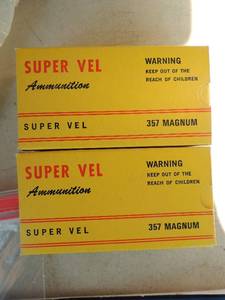 SUPER VEL
Ammunition
WARNING
KEEP OUT OF THE
REACH OF CHILDREN
SUPER VEL
357 MAGNUM
SUPER VEL
Ammunition
WARNING
KEEP OUT OF THE
REACH OF CHILDREN
SUPER VEL
357 MAGNUM